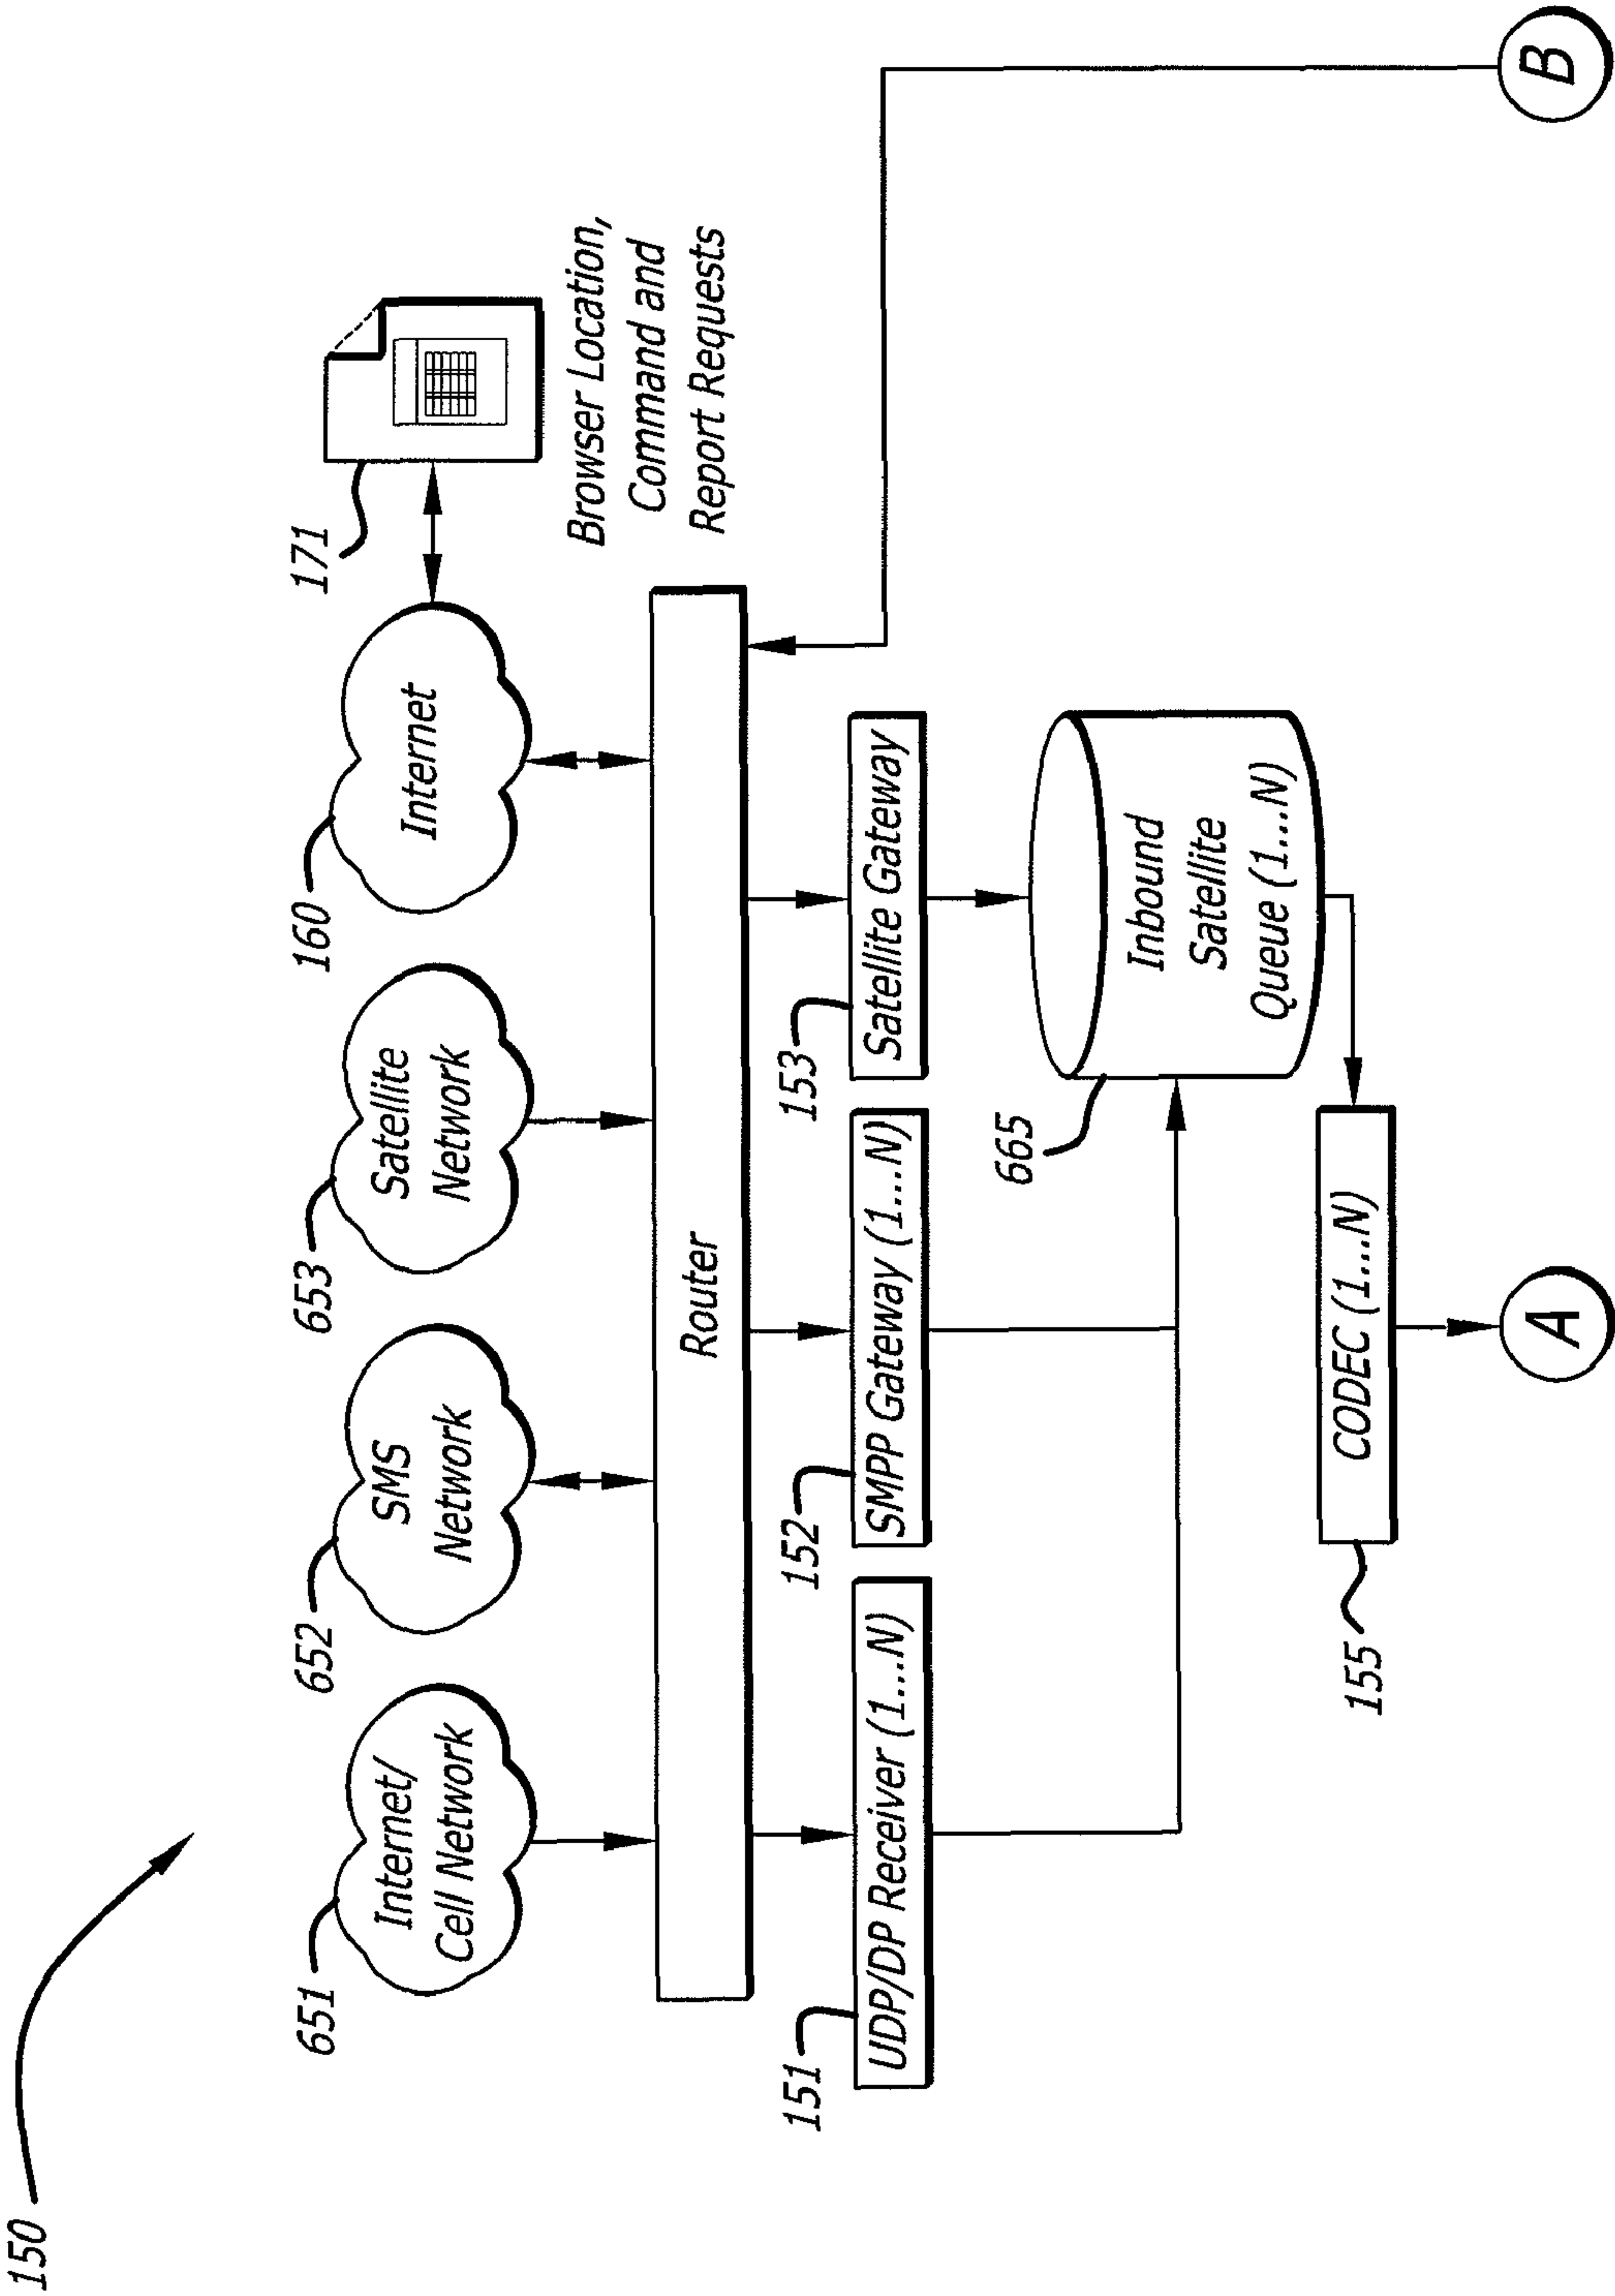 150
651
Internet/
Cell Network
652
SMS
Network
653
Satellite
Network
160
Internet
171
Browser Location,
Command and
Report Requests
Router
151
UDP/DP Receiver (1...N)
152
SMPP Gateway (1...N)
153
Satellite Gateway
665
Inbound
Satellite
Queue (1...N)
155
CODEC (1...N)
A
B